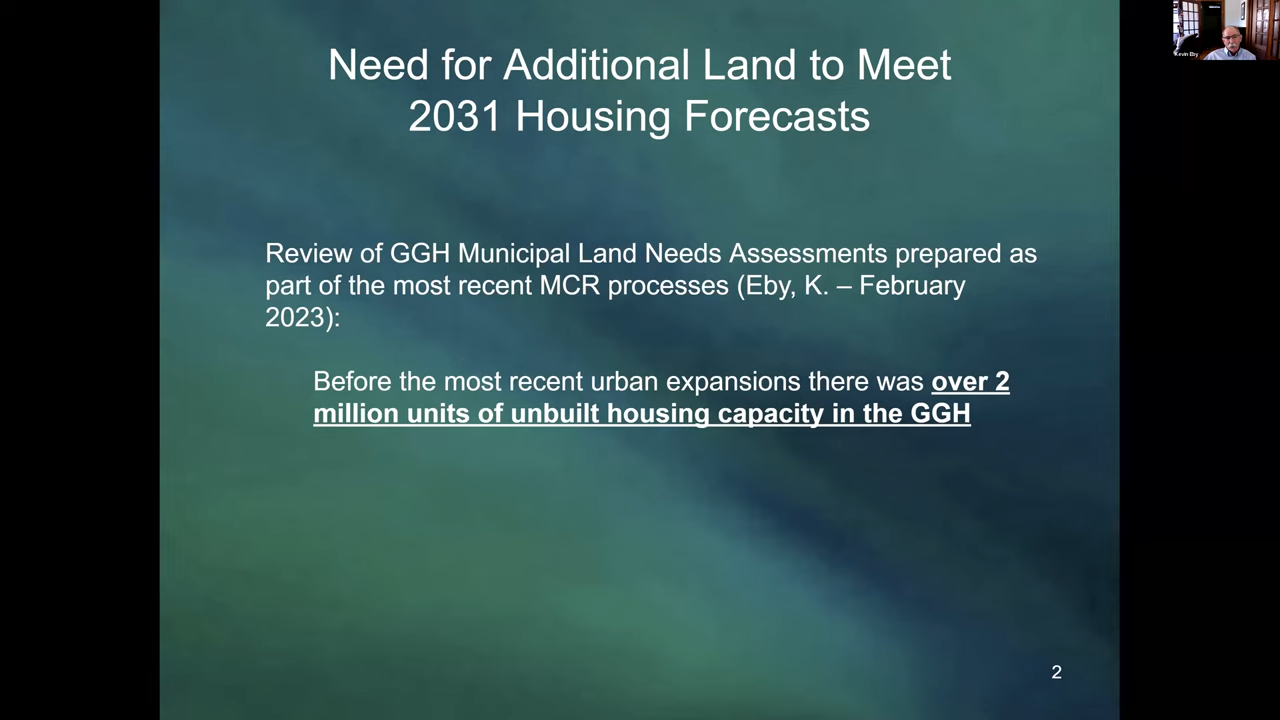 Need for Additional Land to Meet
2031 Housing Forecasts
Review of GGH Municipal Land Needs Assessments prepared as
part of the most recent MCR processes (Eby, K. – February
2023):
Before the most recent urban expansions there was over 2
million units of unbuilt housing capacity in the GGH
2
Kevin Eby